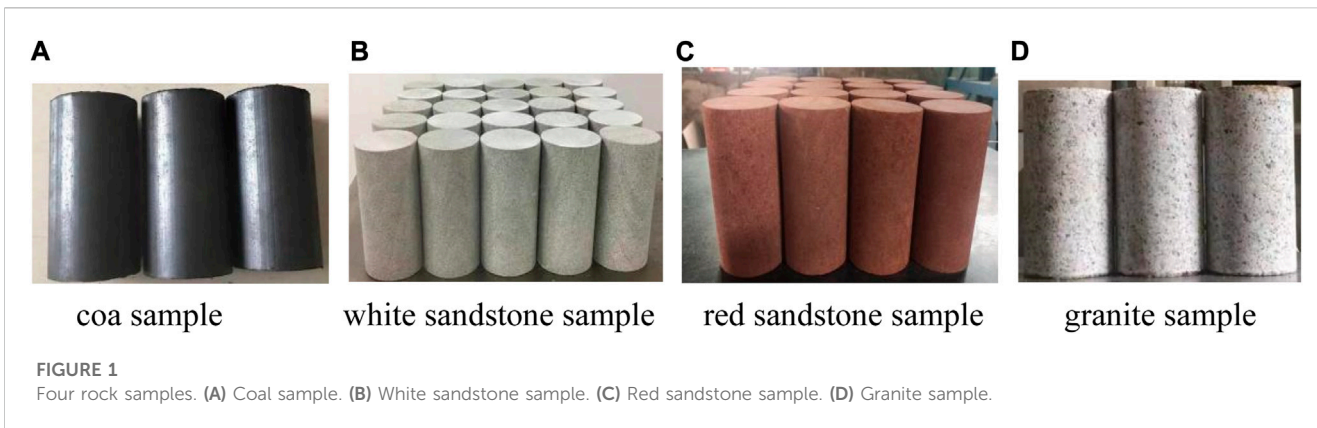 A
B
C
D
coa sample
white sandstone sample
red sandstone sample
granite sample
FIGURE 1
Four rock samples. (A) Coal sample. (B) White sandstone sample. (C) Red sandstone sample. (D) Granite sample.